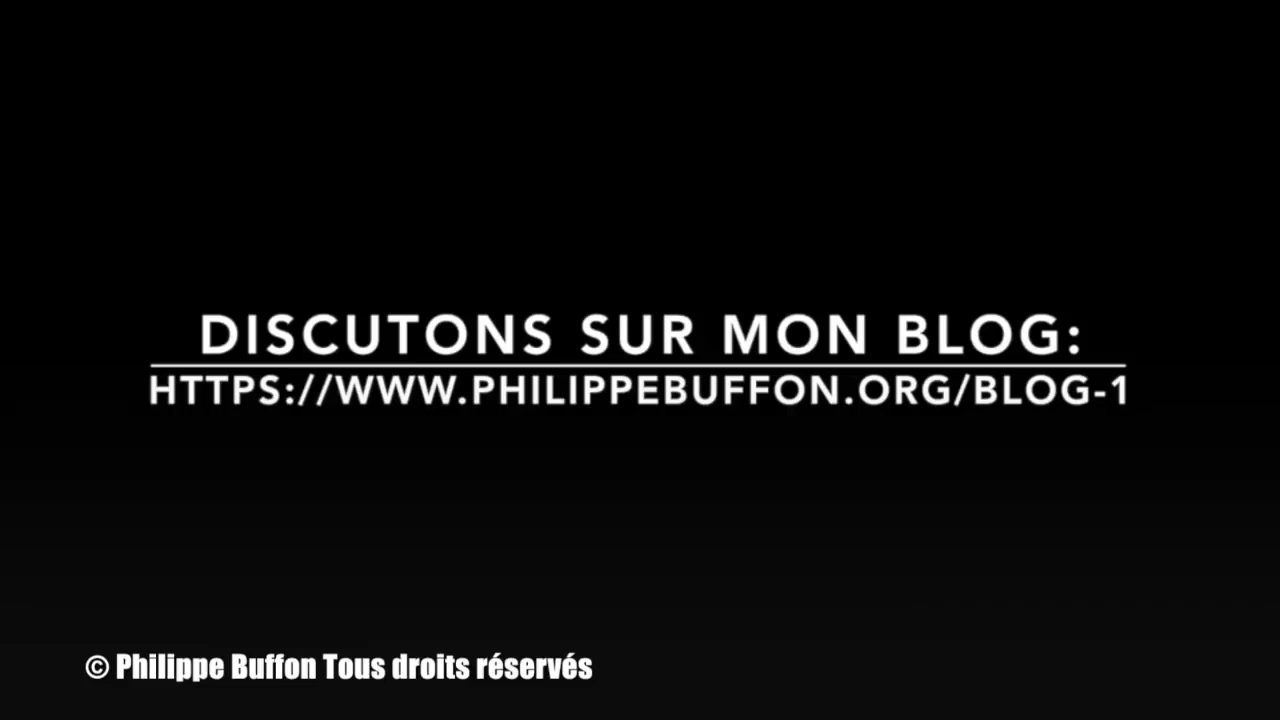 DISCUTONS SUR MON BLOG:
HTTPS://WWW.PHILIPPEBUFFON.ORG/BLOG-1
© Philippe Buffon Tous droits réservés